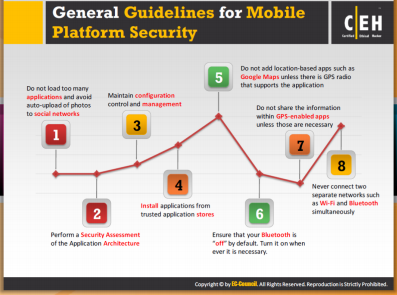 General Guidelines for Mobile
Platform Security
C|EH
Certified Ethical Hacker
Do not load too many
applications and avoid
auto-upload of photos
to social networks
1
Perform a Security Assessment
of the Application Architecture
2
Maintain configuration
control and management
3
Install applications from
trusted application stores
4
Do not add location-based apps such as
Google Maps unless there is GPS radio
that supports the application
5
Ensure that your Bluetooth is
"off" by default. Turn it on when
ever it is necessary.
6
Do not share the information
within GPS-enabled apps
unless those are necessary
7
Never connect two
separate networks such
as Wi-Fi and Bluetooth
simultaneously
8
Copyright © by EC-Council. All Rights Reserved. Reproduction is Strictly Prohibited.